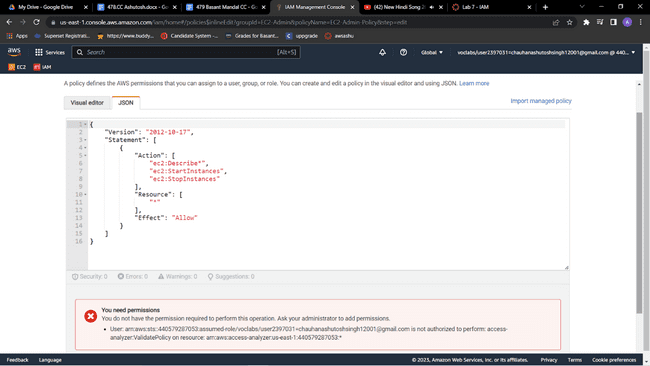 My Drive - Google Drive
478.CC Ashutosh.docx - Goo
479 Basant Mandal CC - Goo
IAM Management Console
(42) New Hindi Song 2
Lab 7 - IAM
us-east-1.console.aws.amazon.com/iam/home#/policies$inlineEdit/groupId=EC2-Admin&policyName=EC2-Admin-Policy&step=edit
Apps
Superset Registrati...
https://www.buddy...
Candidate System -...
Grades for Basant...
upgrade
awsashu
aws
Services
Search
[Alt+S]
Global
voclabs/user2397031=chauhanashutoshsingh12001@gmail.com @ 440...
EC2
IAM
A policy defines the AWS permissions that you can assign to a user, group, or role. You can create and edit a policy in the visual editor and using JSON. Learn more
Visual editor
JSON
Import managed policy
1 {
2 "Version": "2012-10-17",
3 "Statement": [
4 {
5 "Action": [
6 "ec2:Describe*",
7 "ec2:StartInstances",
8 "ec2:StopInstances"
9 ],
10 "Resource": [
11 "*"
12 ],
13 "Effect": "Allow"
14 }
15 ]
16 }
Security: 0
Errors: 0
Warnings: 0
Suggestions: 0
You need permissions
You do not have the permission required to perform this operation. Ask your administrator to add permissions.
• User: arn:aws:sts::440579287053:assumed-role/voclabs/user2397031=chauhanashutoshsingh12001@gmail.com is not authorized to perform: access-
analyzer:ValidatePolicy on resource: arn:aws:access-analyzer:us-east-1:440579287053:*
Feedback
Language
© 2023, Amazon Web Services, Inc. or its affiliates.
Privacy
Terms
Cookie preferences